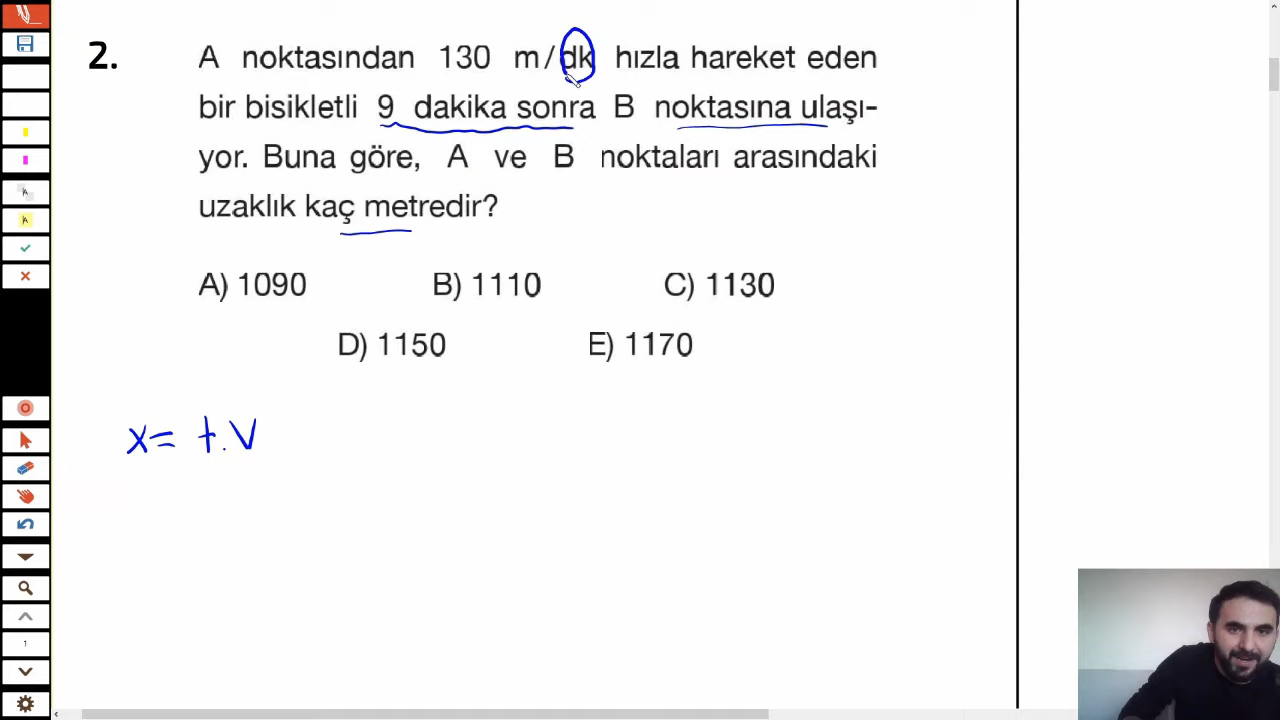 2. A noktasından 130 m/dk hızla hareket eden
bir bisikletli 9 dakika sonra B noktasına ulaşı-
yor. Buna göre, A ve B noktaları arasındaki
uzaklık kaç metredir?
A) 1090 B) 1110 C) 1130
D) 1150 E) 1170
x= t.V
1